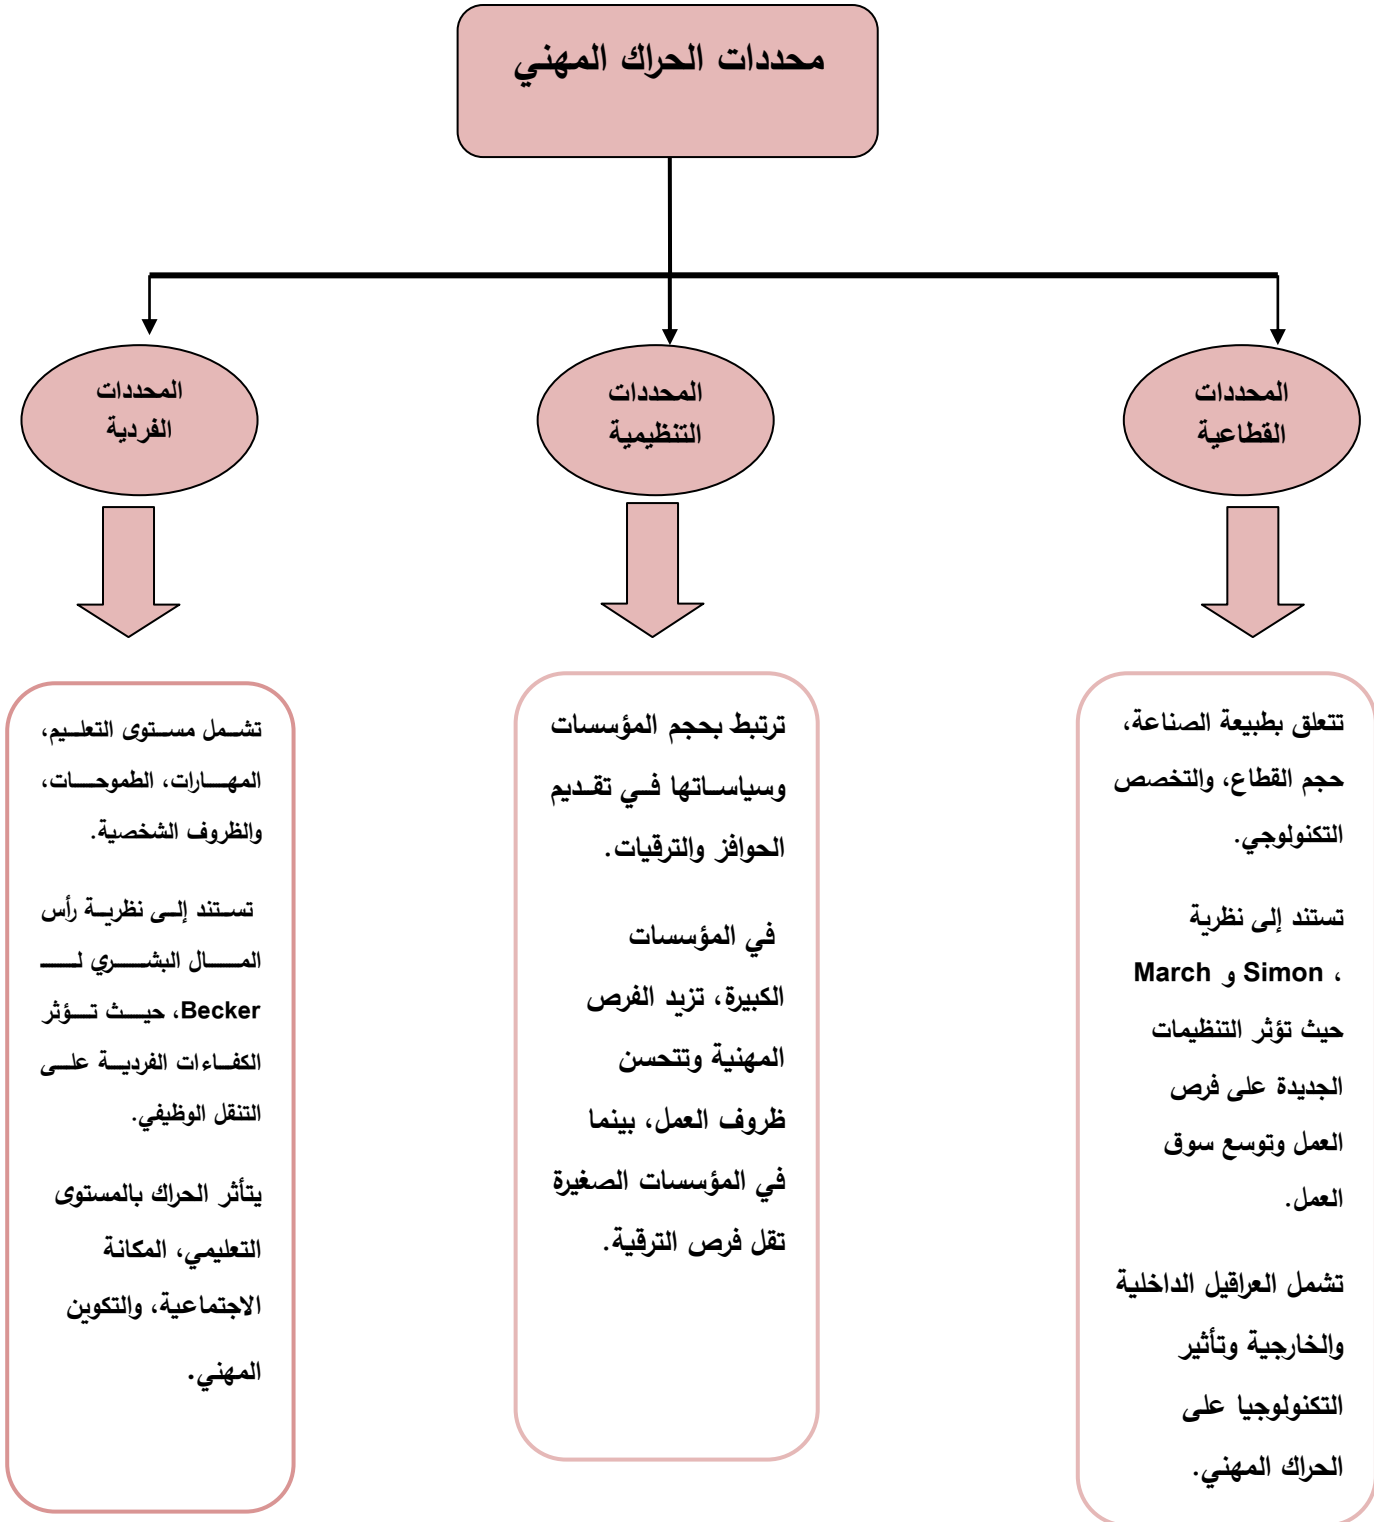 محددات الحراك المهني
المحددات
القطاعية
المحددات
التنظيمية
المحددات
الفردية
تتعلق بطبيعة الصناعة،
حجم القطاع، والتخصص
التكنولوجي.
تستند إلى نظرية
March و Simon ،
حيث تؤثر التنظيمات
الجديدة على فرص
العمل وتوسع سوق
العمل.
تشمل العراقيل الداخلية
والخارجية وتأثير
التكنولوجيا على
الحراك المهني.
ترتبط بحجم المؤسسات
وسياساتها في تقديم
الحوافز والترقيات.
في المؤسسات
الكبيرة، تزيد الفرص
المهنية وتتحسن
ظروف العمل، بينما
في المؤسسات الصغيرة
تقل فرص الترقية.
تشمل مستوى التعليم،
المهارات، الطموحات،
والظروف الشخصية.
تستند إلى نظرية رأس
المال البشري لـ
Becker، حيث تؤثر
الكفاءات الفردية على
التنقل الوظيفي.
يتأثر الحراك بالمستوى
التعليمي، المكانة
الاجتماعية، والتكوين
المهني.